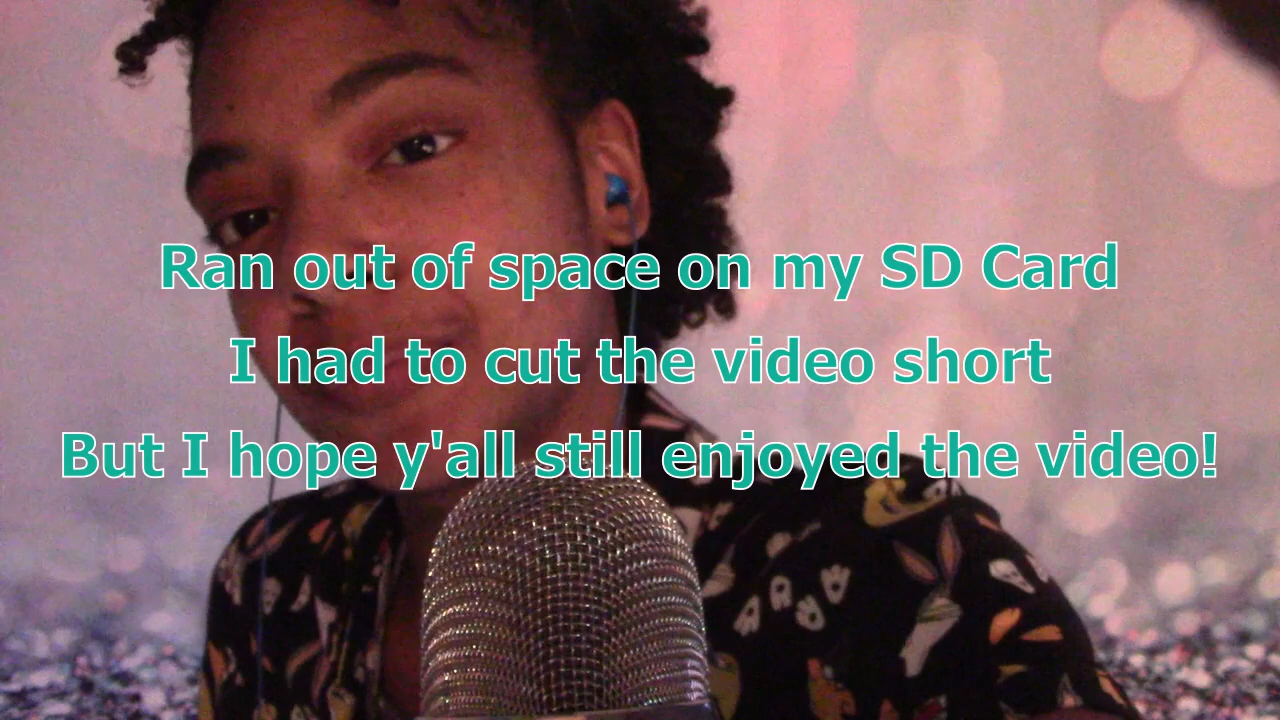 Ran out of space on my SD Card
I had to cut the video short
But I hope y'all still enjoyed the video!